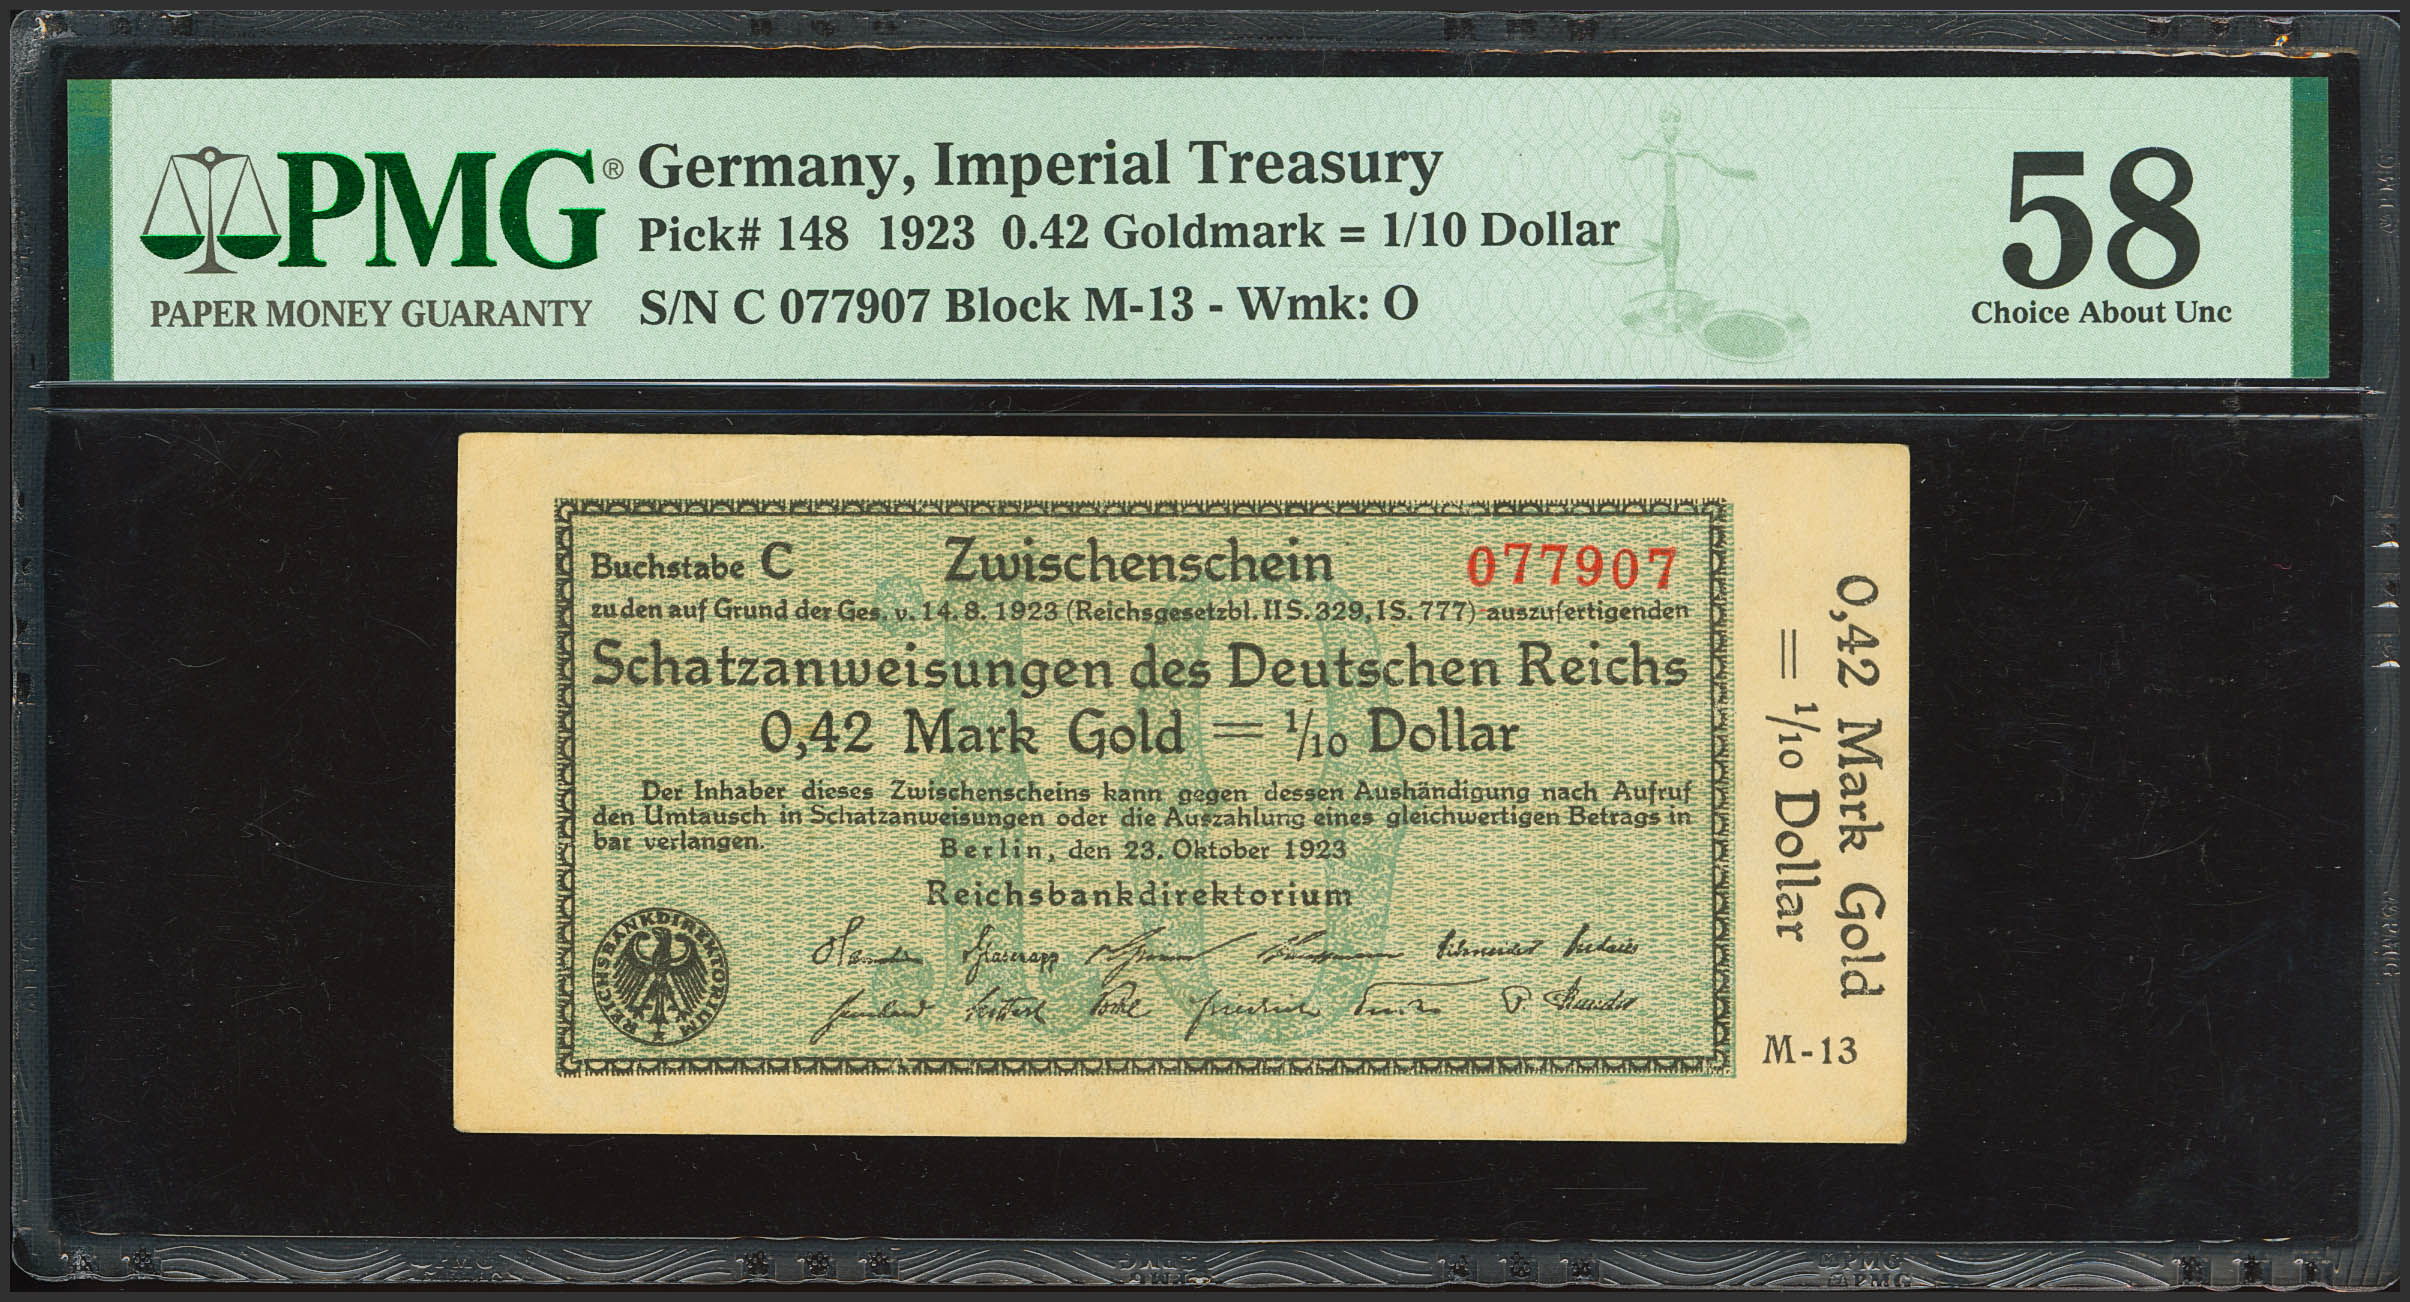 PMG®
PAPER MONEY GUARANTY
Germany, Imperial Treasury
Pick# 148 1923 0.42 Goldmark = 1/10 Dollar
S/N C 077907 Block M-13 - Wmk: O
58
Choice About Unc
Buchstabe C Zwischenschein 077907
zu den auf Grund der Ges. v. 14. 8. 1923 (Reichsgesetzbl. II S. 329, I S. 777) auszufertigenden
Schatzanweisungen des Deutschen Reichs
0,42 Mark Gold = 1/10 Dollar
Der Inhaber dieses Zwischenscheins kann gegen dessen Aushändigung nach Aufruf
den Umtausch in Schatzanweisungen oder die Auszahlung eines gleichwertigen Betrags in
bar verlangen.
Berlin, den 23. Oktober 1923
Reichsbankdirektorium
REICHSBANKDIREKTORIUM
0,42 Mark Gold
= 1/10 Dollar
M-13